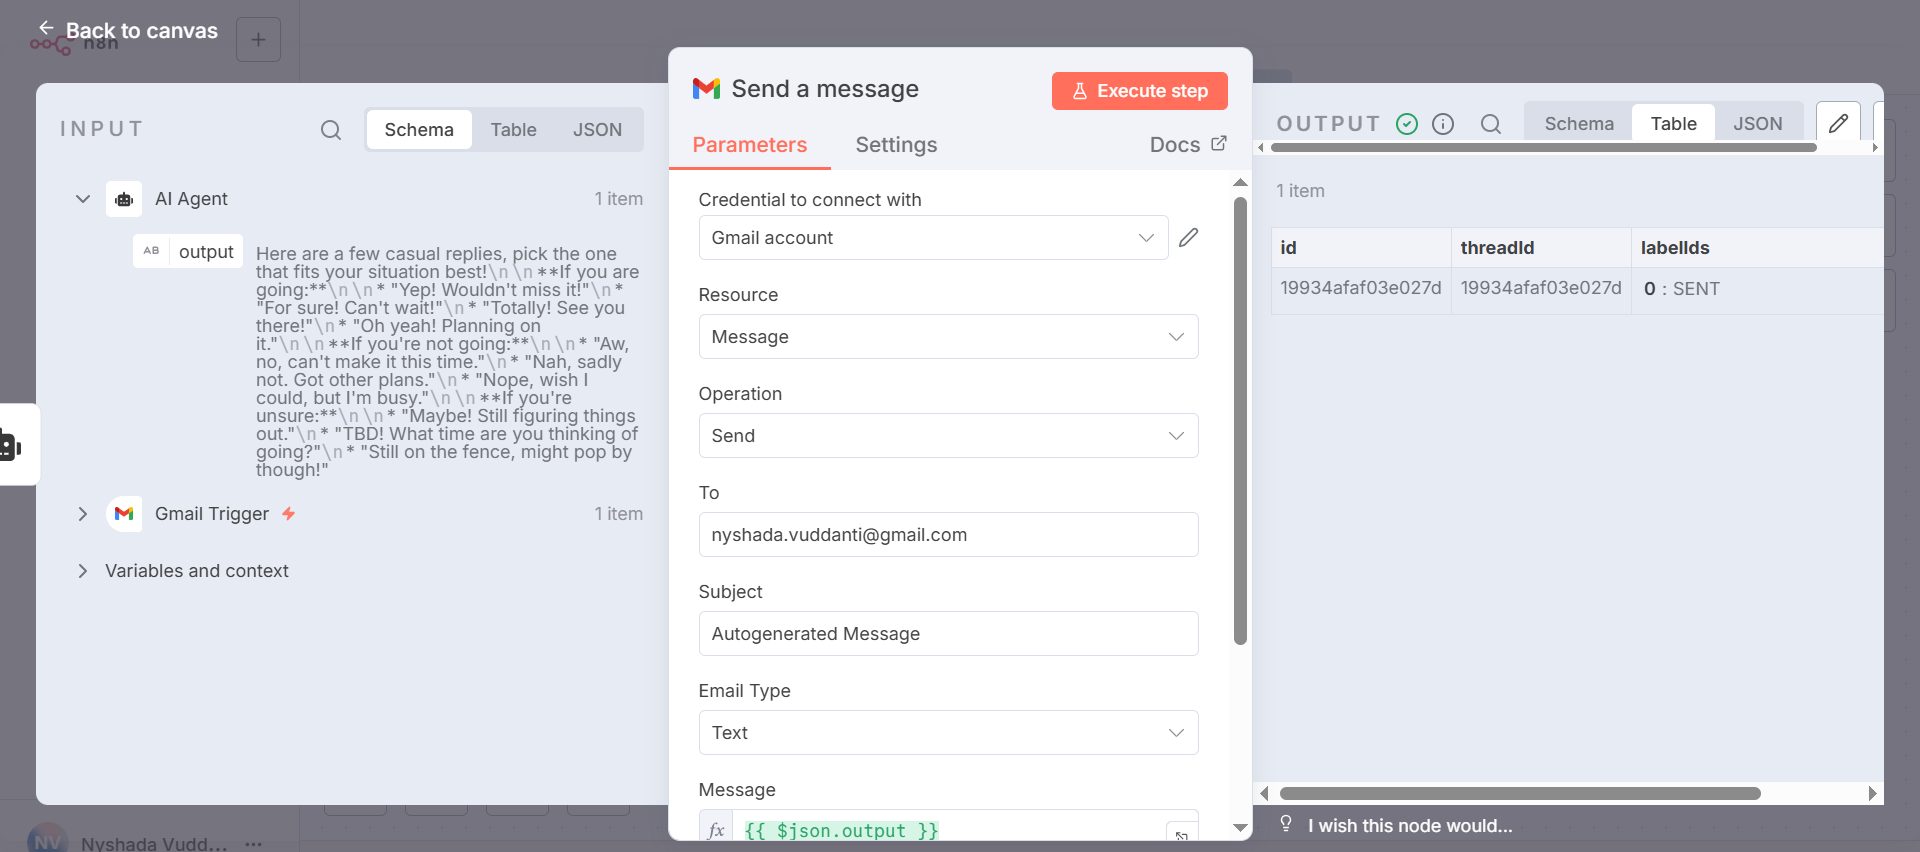 Back to canvas
n8n
INPUT
Schema
Table
JSON
AI Agent
1 item
AB
output
Here are a few casual replies, pick the one
that fits your situation best!\n\n**If you are
going:**\n\n* "Yep! Wouldn't miss it!"\n*
"For sure! Can't wait!"\n* "Totally! See you
there!"\n* "Oh yeah! Planning on
it."\n\n**If you're not going:**\n\n* "Aw,
no, can't make it this time."\n* "Nah, sadly
not. Got other plans."\n* "Nope, wish I
could, but I'm busy."\n\n**If you're
unsure:**\n\n* "Maybe! Still figuring things
out."\n* "TBD! What time are you thinking of
going?"\n* "Still on the fence, might pop by
though!"
Gmail Trigger
1 item
Variables and context
NV
Nyshada Vudd...
Send a message
Execute step
Parameters
Settings
Docs
Credential to connect with
Gmail account
Resource
Message
Operation
Send
To
nyshada.vuddanti@gmail.com
Subject
Autogenerated Message
Email Type
Text
Message
fx
{{ $json.output }}
OUTPUT
Schema
Table
JSON
1 item
id threadId labelIds
19934afaf03e027d 19934afaf03e027d 0 : SENT
I wish this node would...